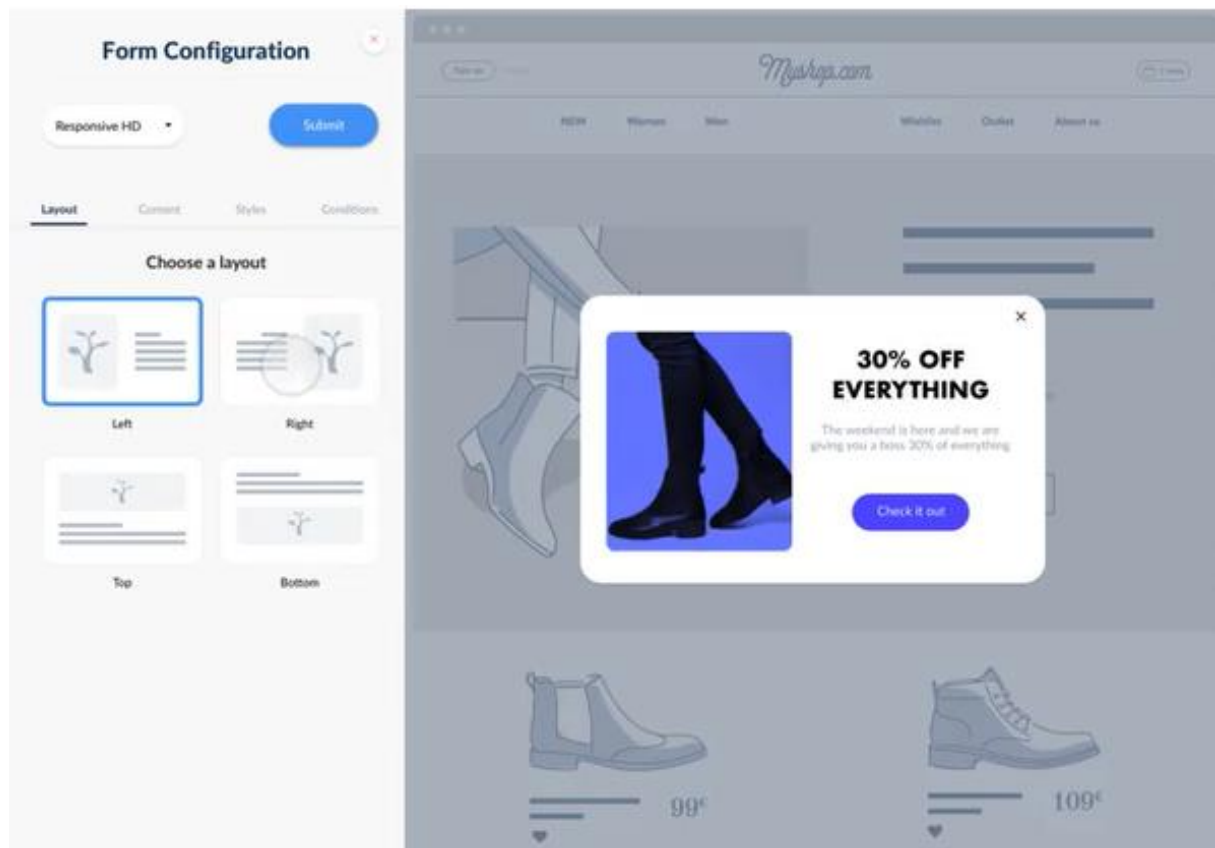 Form Configuration
Responsive HD
Submit
Layout
Content
Styles
Conditions
Choose a layout
Left
Right
Top
Bottom
Myshop.com
NEW
Woman
Men
Wishlist
Outlet
About us
30% OFF
EVERYTHING
The weekend is here and we are
giving you a boss 30% of everything
Check it out
99€
109€